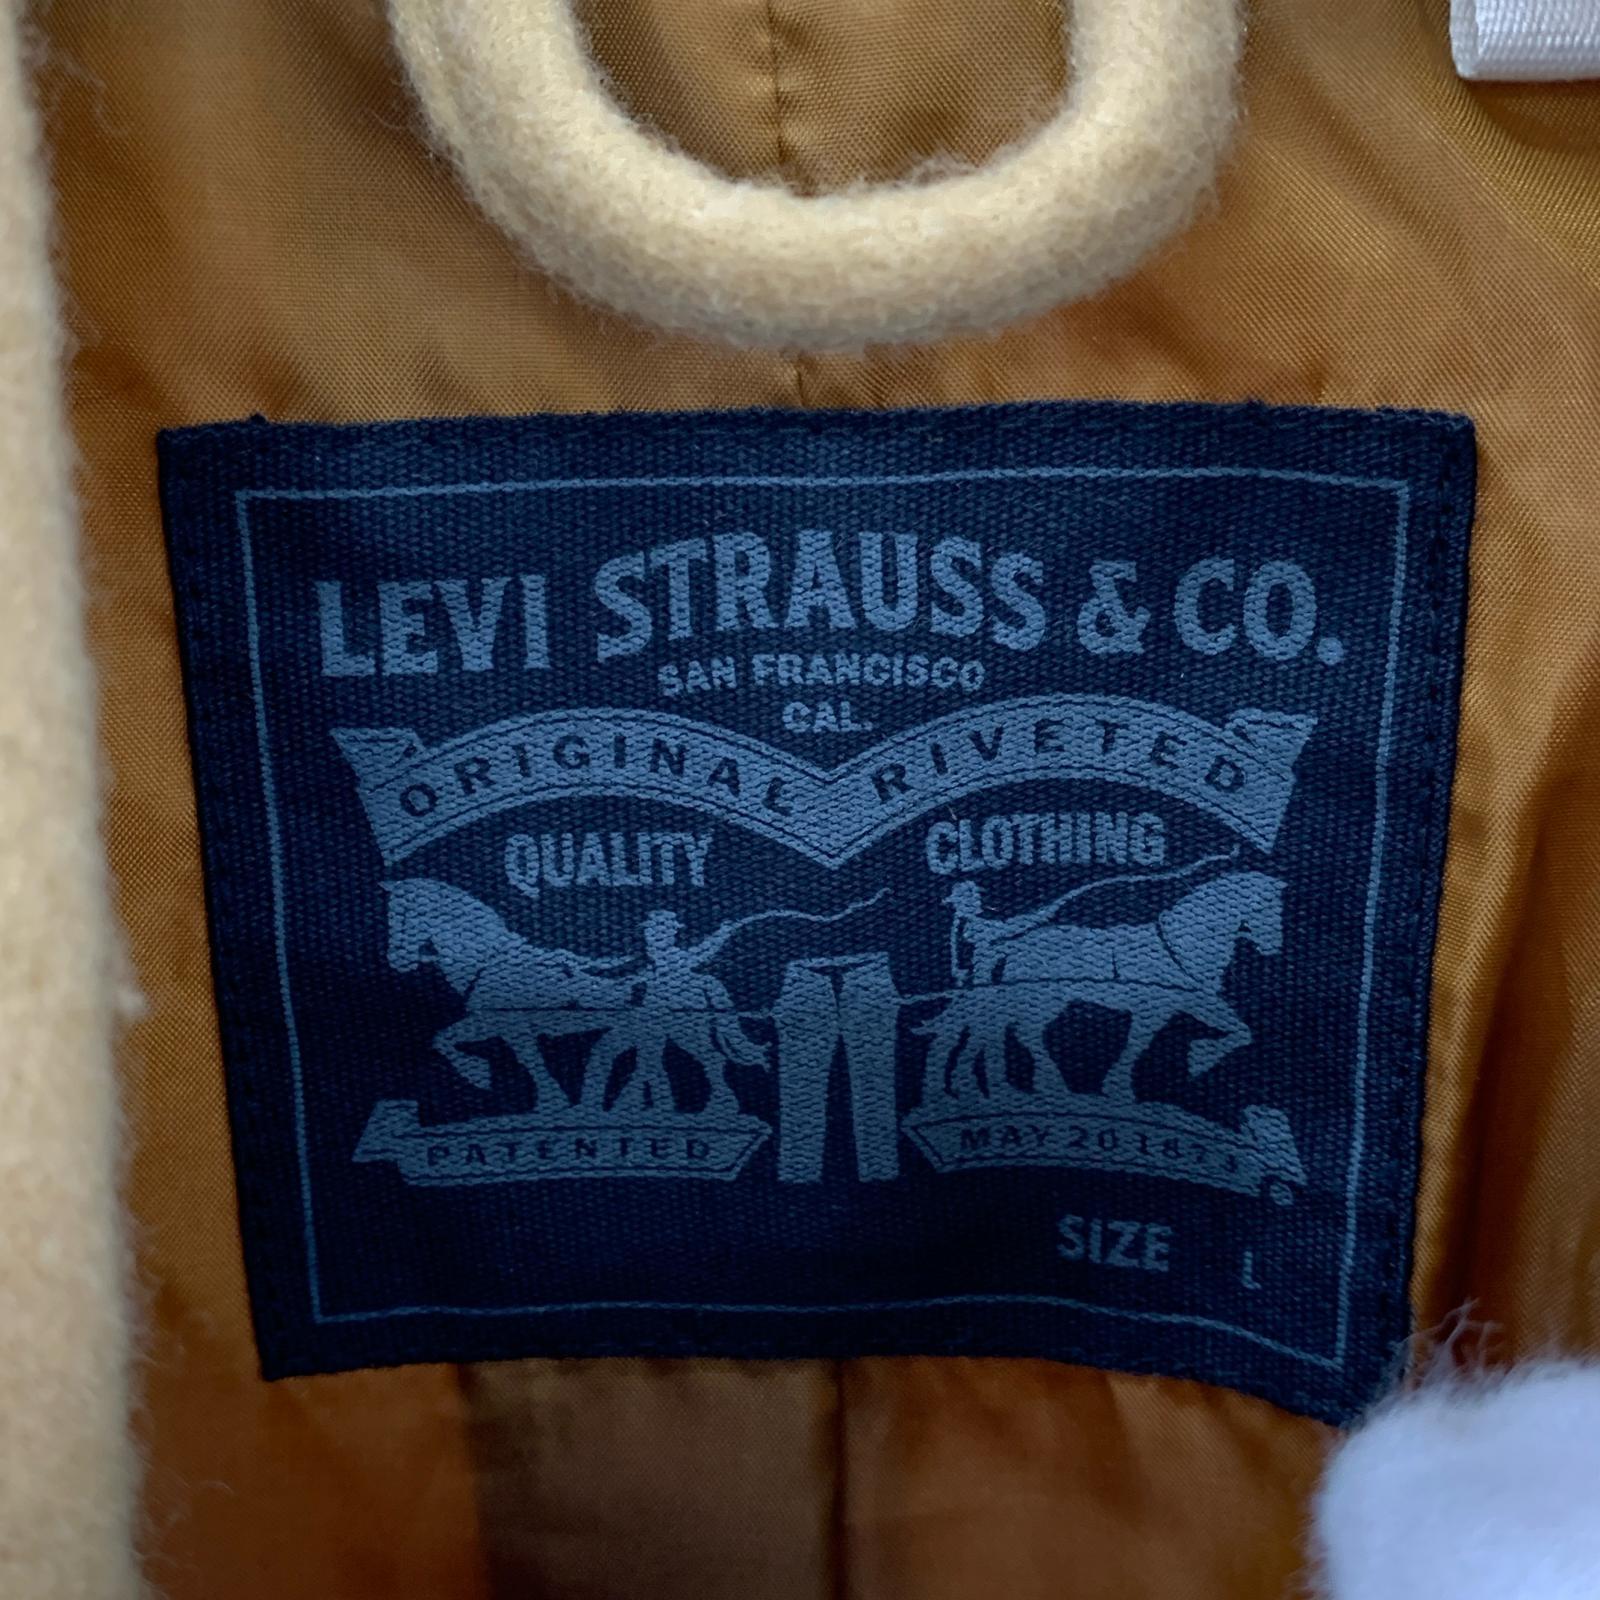 LEVI STRAUSS & CO.
SAN FRANCISCO
CAL.
ORIGINAL RIVETED
QUALITY CLOTHING
PATENTED MAY 20 1873
SIZE L